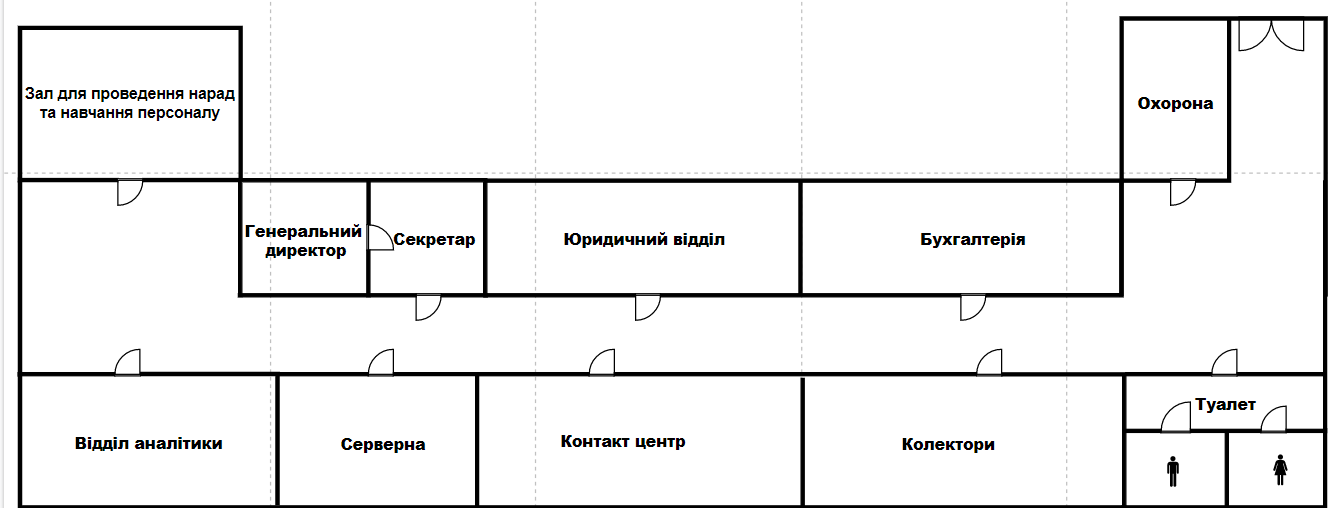 Зал для проведення нарад
та навчання персоналу
Охорона
Генеральний
директор
Секретар
Юридичний відділ
Бухгалтерія
Відділ аналітики
Серверна
Контакт центр
Колектори
Туалет